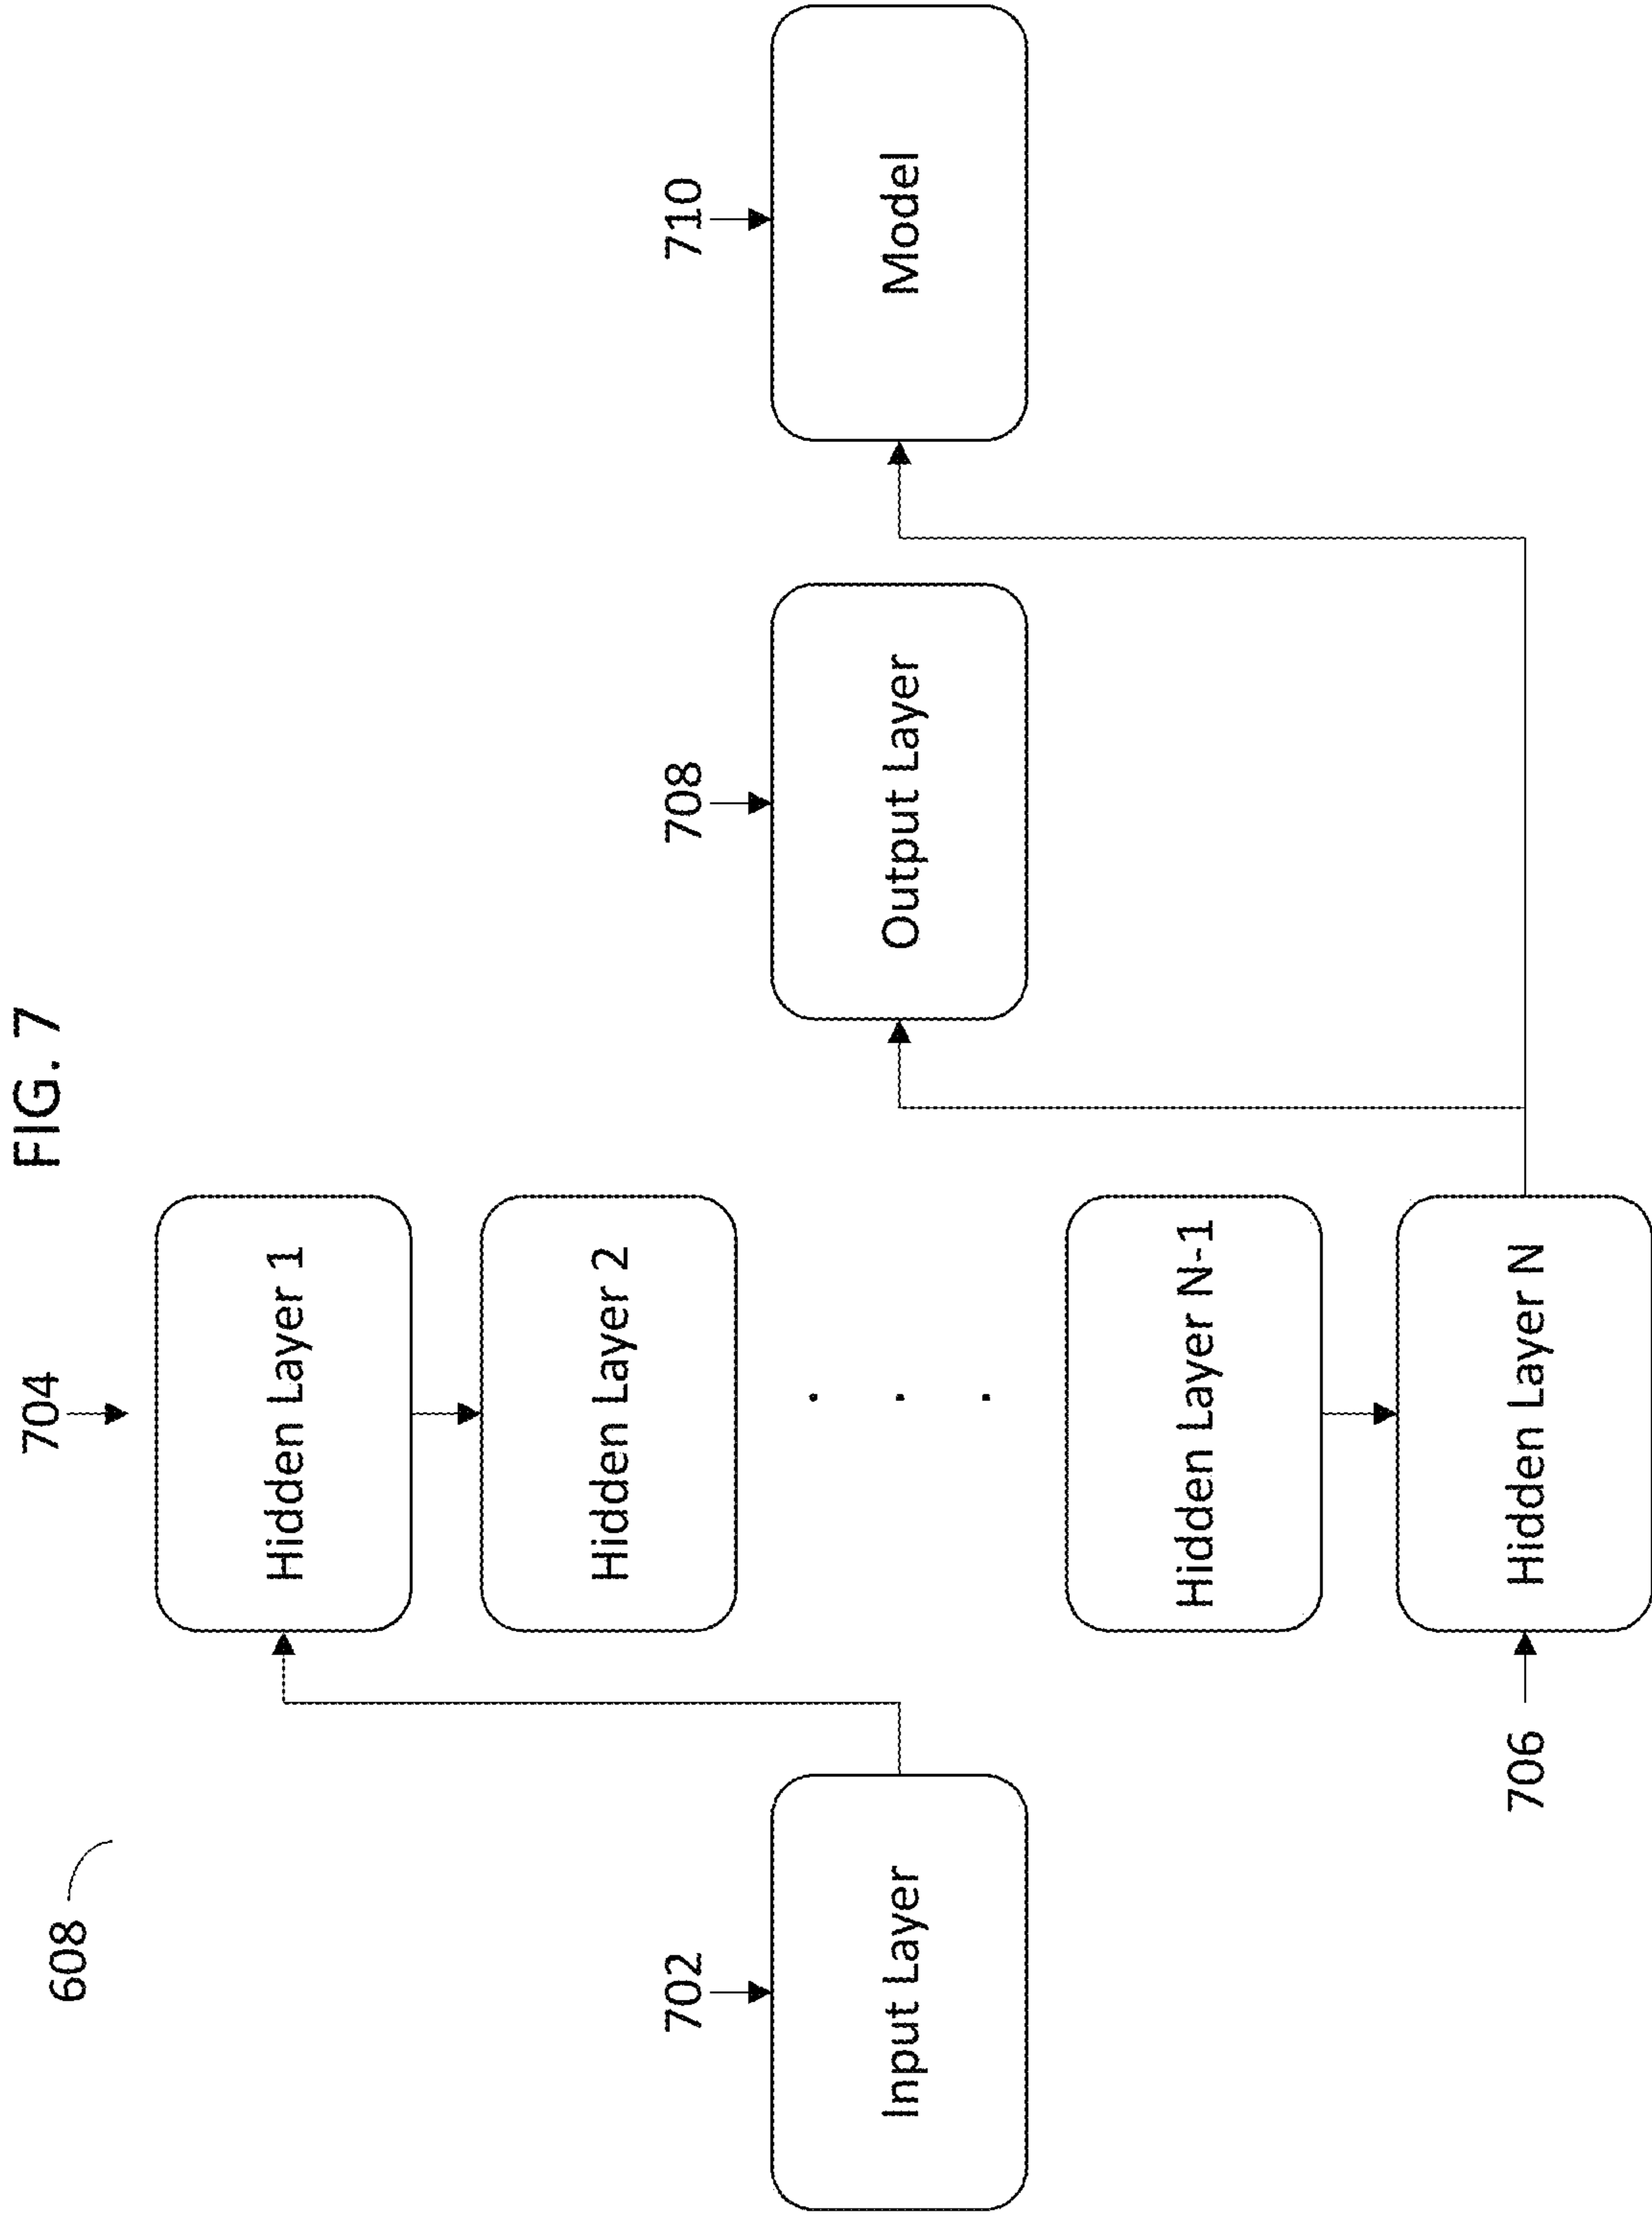 FIG. 7
608
704
Hidden Layer 1
Hidden Layer 2
702
708
710
Input Layer
Output Layer
Model
. . .
Hidden Layer N-1
706
Hidden Layer N